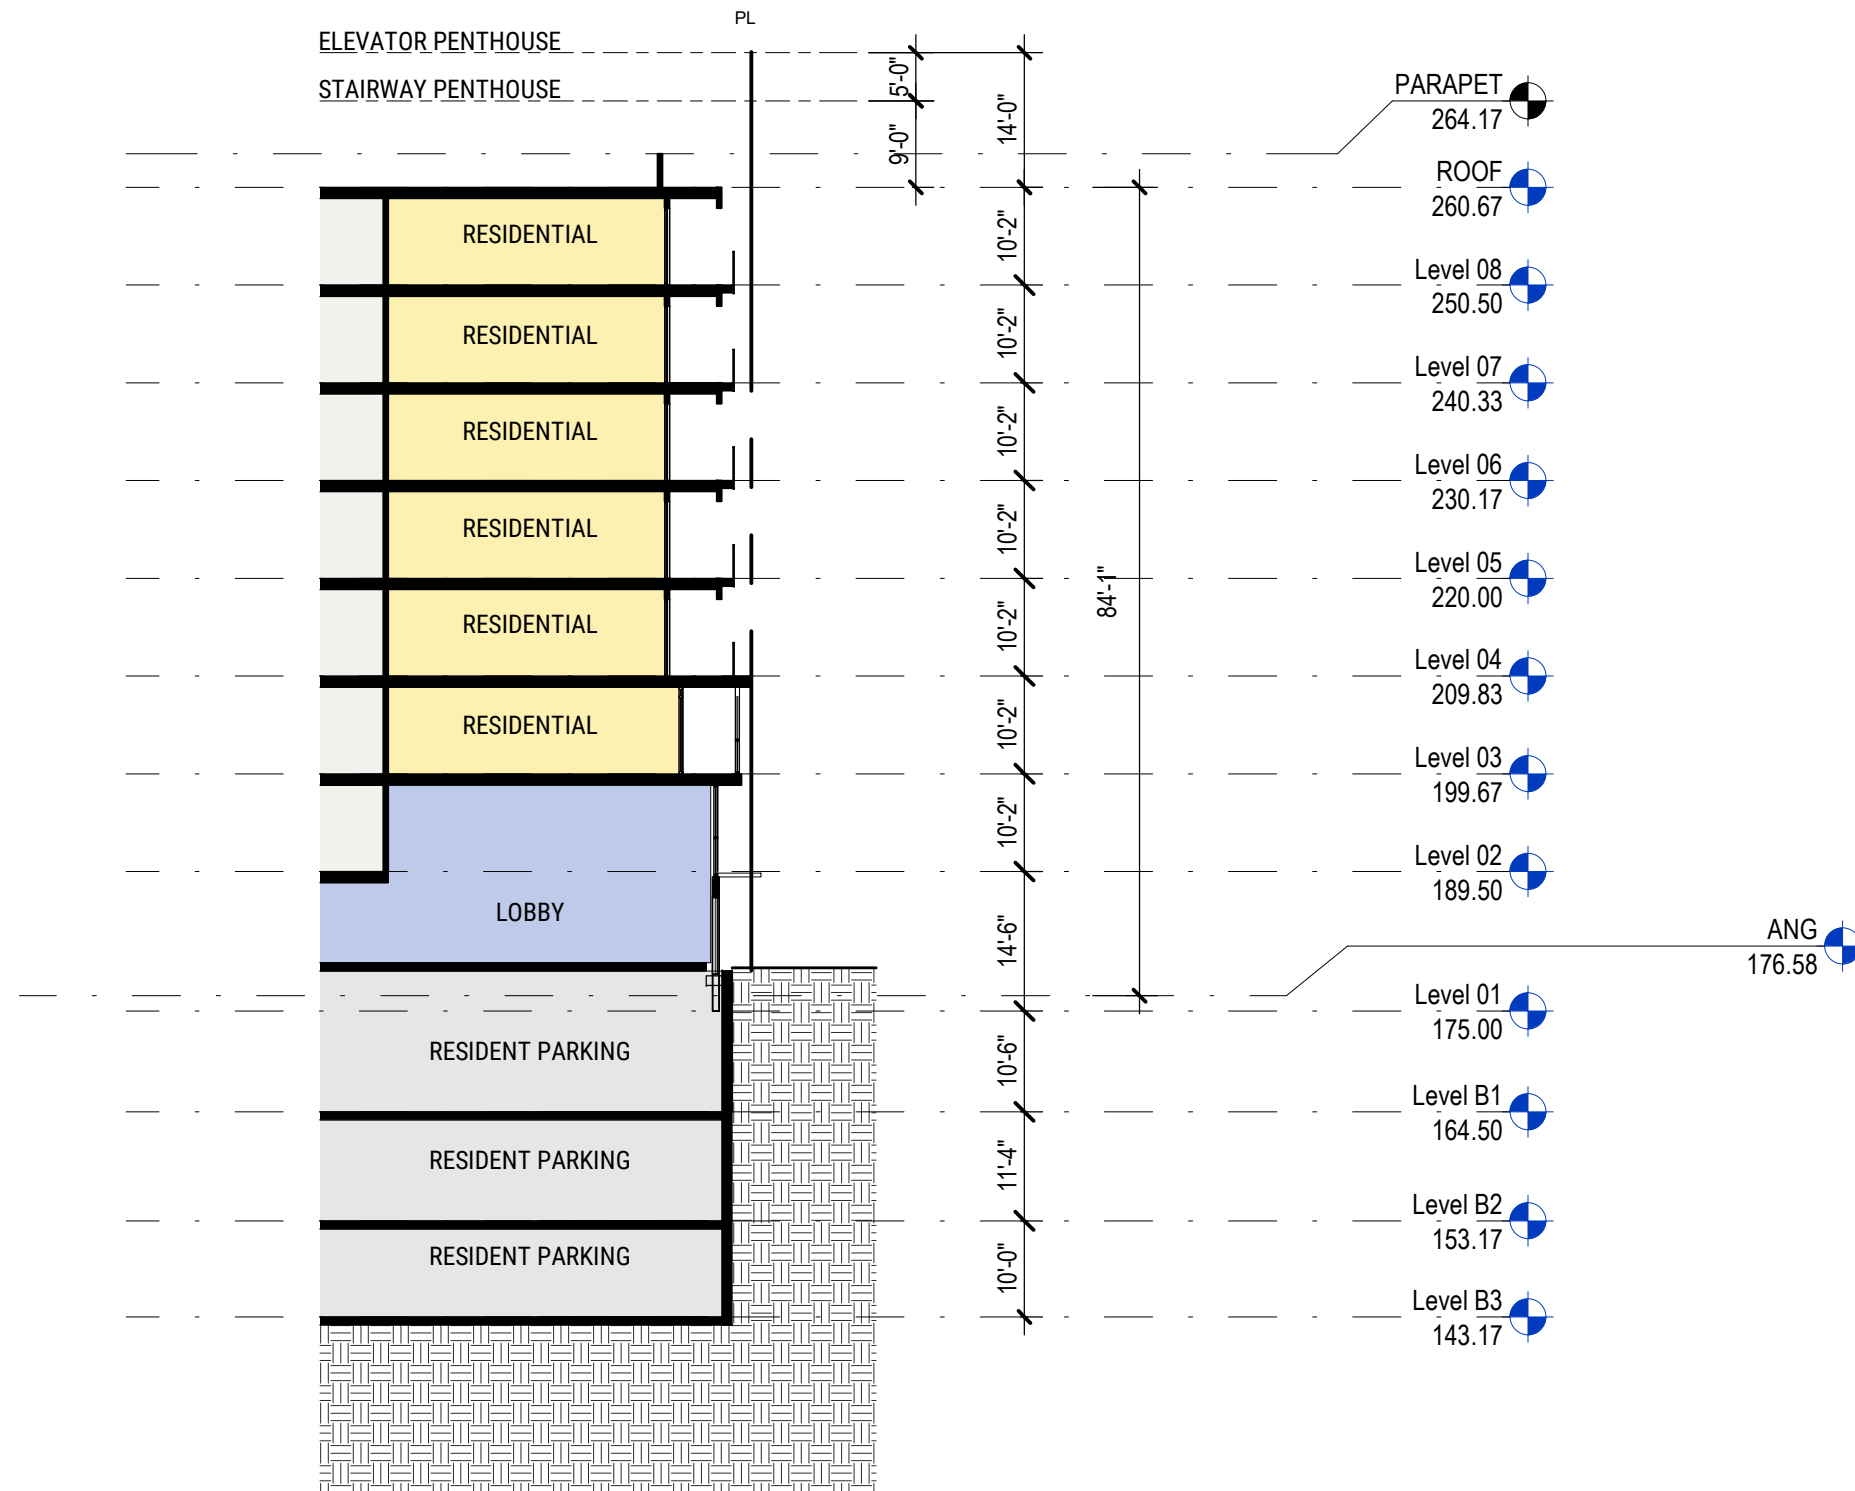 PL
ELEVATOR PENTHOUSE
STAIRWAY PENTHOUSE
5'-0"
9'-0"
14'-0"
PARAPET
264.17
ROOF
260.67
RESIDENTIAL
10'-2"
Level 08
250.50
RESIDENTIAL
10'-2"
Level 07
240.33
RESIDENTIAL
10'-2"
Level 06
230.17
RESIDENTIAL
10'-2"
Level 05
220.00
84'-1"
RESIDENTIAL
10'-2"
Level 04
209.83
RESIDENTIAL
10'-2"
Level 03
199.67
10'-2"
Level 02
189.50
LOBBY
14'-6"
ANG
176.58
Level 01
175.00
RESIDENT PARKING
10'-6"
Level B1
164.50
RESIDENT PARKING
11'-4"
Level B2
153.17
RESIDENT PARKING
10'-0"
Level B3
143.17